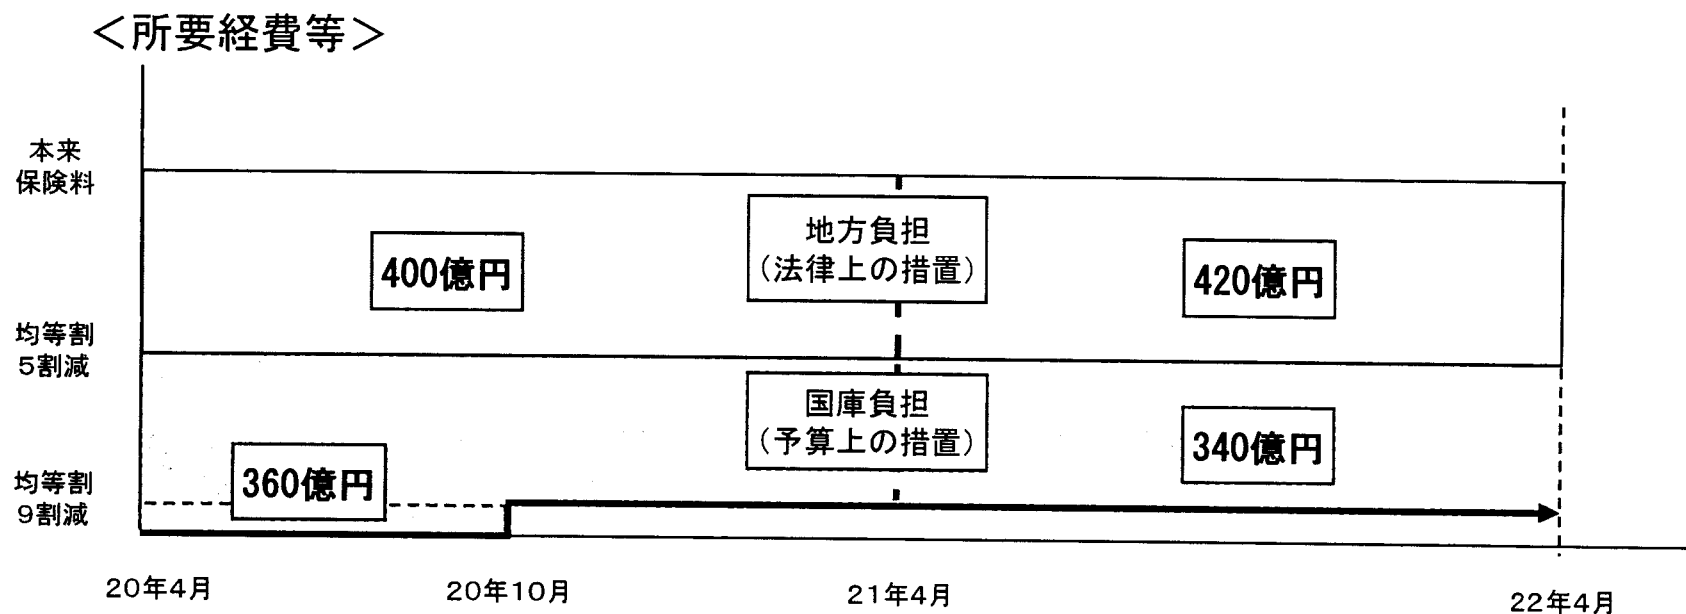 ＜所要経費等＞
本来
保険料
地方負担
（法律上の措置）
400億円
420億円
均等割
５割減
国庫負担
（予算上の措置）
340億円
360億円
均等割
９割減
２０年４月
２０年１０月
２１年４月
２２年４月